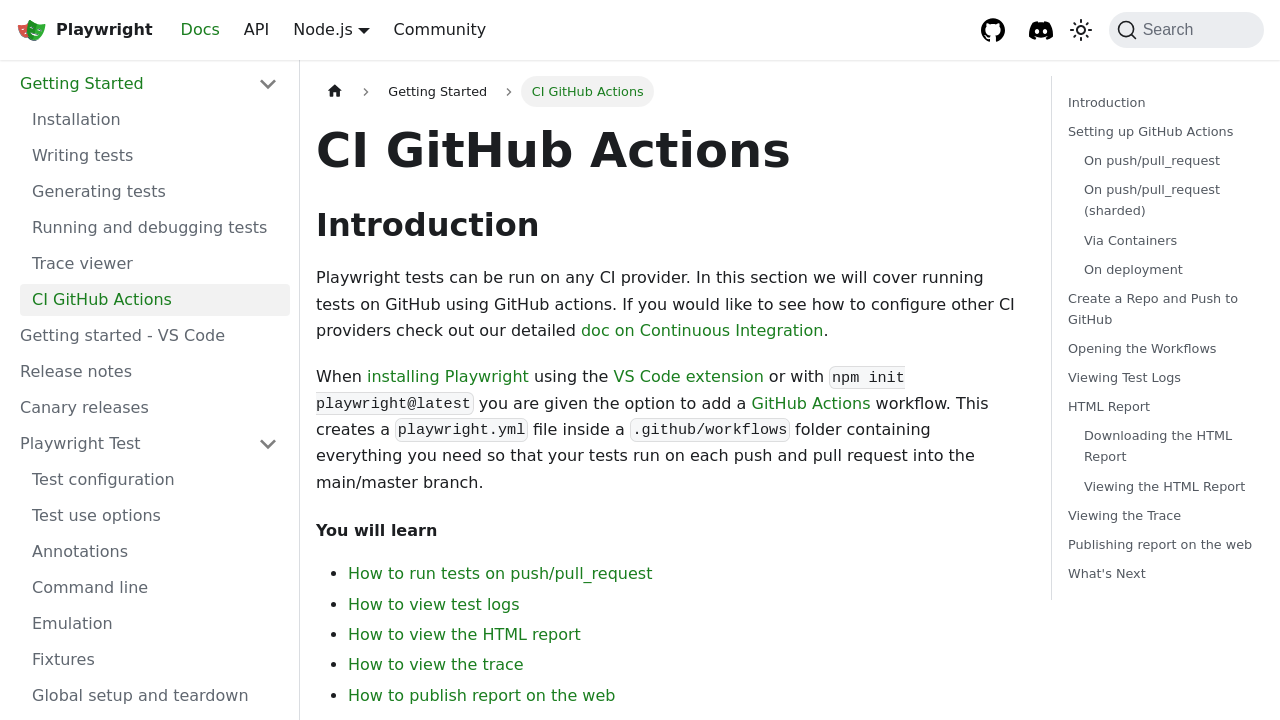 Playwright
Docs
API
Node.js
Community
Search
Getting Started
Installation
Writing tests
Generating tests
Running and debugging tests
Trace viewer
CI GitHub Actions
Getting started - VS Code
Release notes
Canary releases
Playwright Test
Test configuration
Test use options
Annotations
Command line
Emulation
Fixtures
Global setup and teardown
Getting Started
CI GitHub Actions
CI GitHub Actions
Introduction
Playwright tests can be run on any CI provider. In this section we will cover running
tests on GitHub using GitHub actions. If you would like to see how to configure other CI
providers check out our detailed doc on Continuous Integration.
When installing Playwright using the VS Code extension or with npm init
playwright@latest you are given the option to add a GitHub Actions workflow. This
creates a playwright.yml file inside a .github/workflows folder containing
everything you need so that your tests run on each push and pull request into the
main/master branch.
You will learn
How to run tests on push/pull_request
How to view test logs
How to view the HTML report
How to view the trace
How to publish report on the web
Introduction
Setting up GitHub Actions
On push/pull_request
On push/pull_request
(sharded)
Via Containers
On deployment
Create a Repo and Push to
GitHub
Opening the Workflows
Viewing Test Logs
HTML Report
Downloading the HTML
Report
Viewing the HTML Report
Viewing the Trace
Publishing report on the web
What's Next